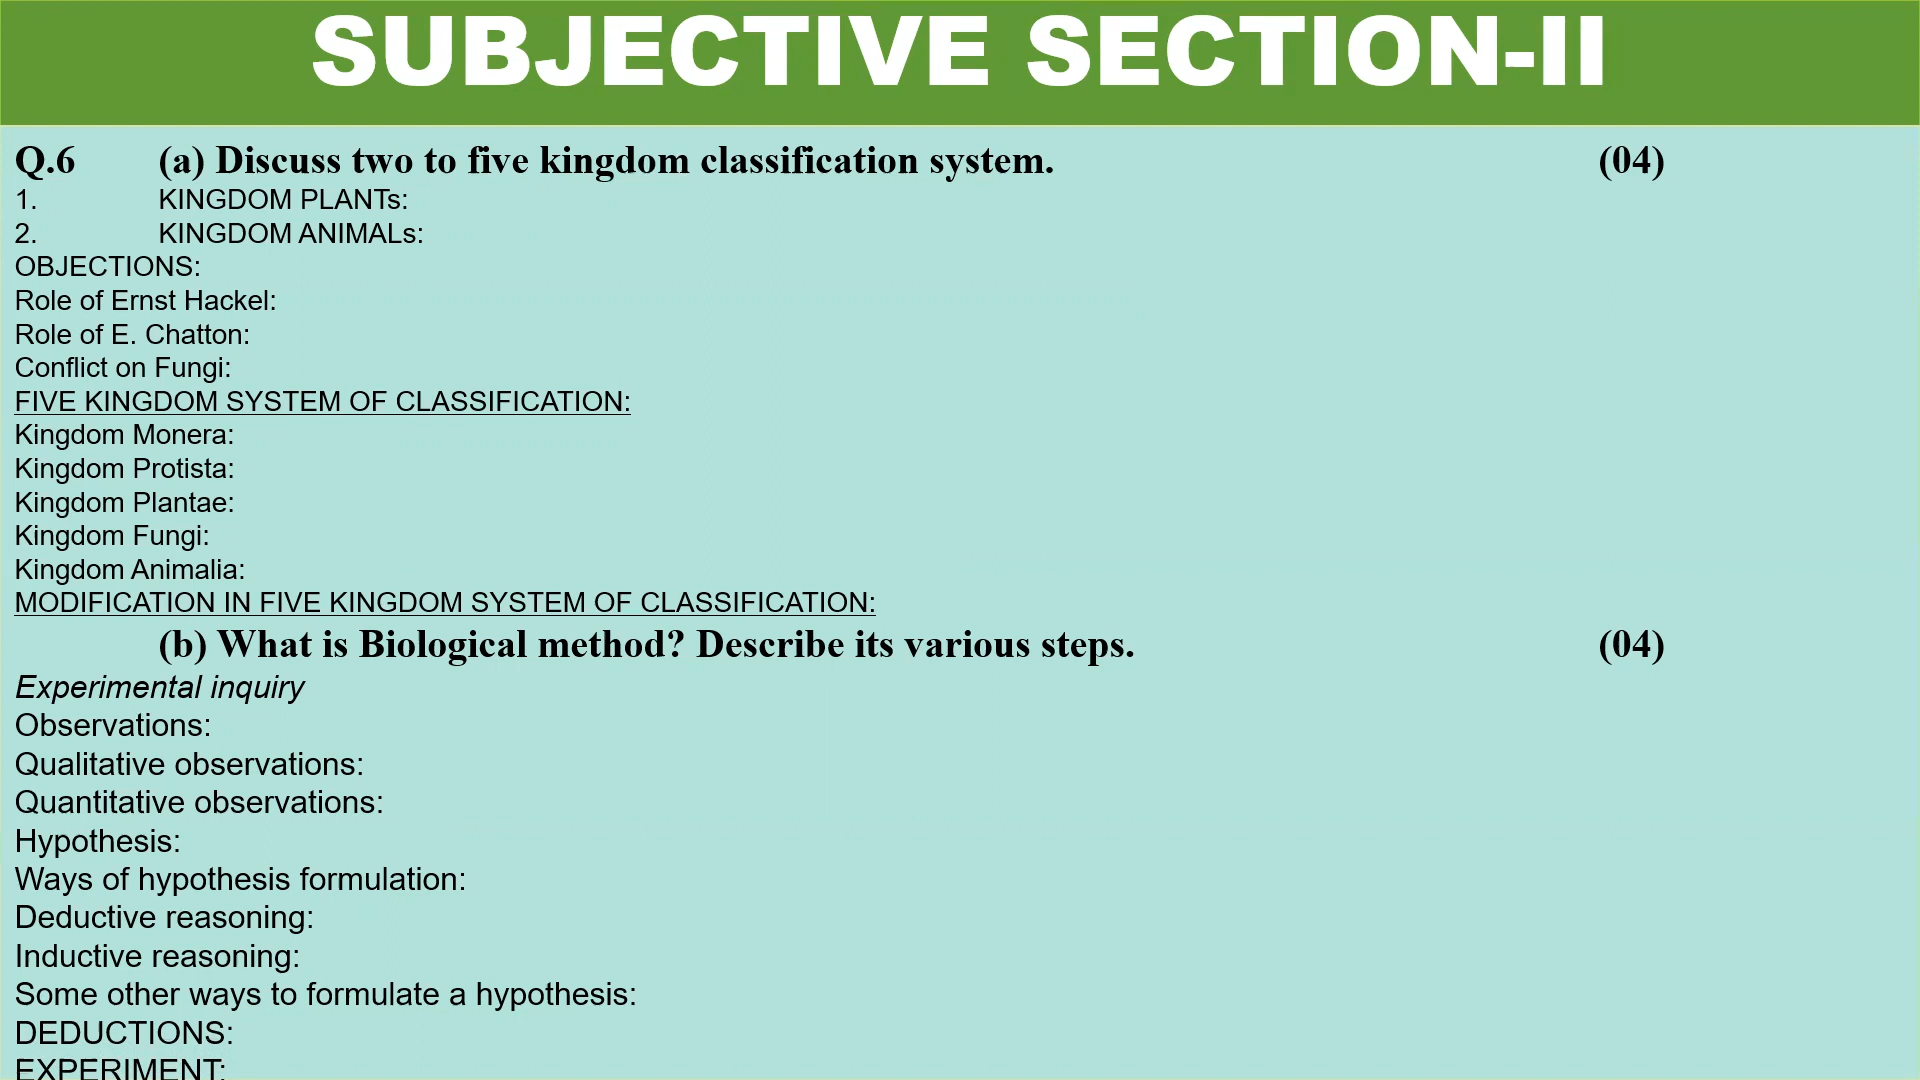 SUBJECTIVE SECTION-II
Q.6 (a) Discuss two to five kingdom classification system. (04)
1. KINGDOM PLANTs:
2. KINGDOM ANIMALs:
OBJECTIONS:
Role of Ernst Hackel:
Role of E. Chatton:
Conflict on Fungi:
FIVE KINGDOM SYSTEM OF CLASSIFICATION:
Kingdom Monera:
Kingdom Protista:
Kingdom Plantae:
Kingdom Fungi:
Kingdom Animalia:
MODIFICATION IN FIVE KINGDOM SYSTEM OF CLASSIFICATION:
(b) What is Biological method? Describe its various steps. (04)
Experimental inquiry
Observations:
Qualitative observations:
Quantitative observations:
Hypothesis:
Ways of hypothesis formulation:
Deductive reasoning:
Inductive reasoning:
Some other ways to formulate a hypothesis:
DEDUCTIONS:
EXPERIMENT: